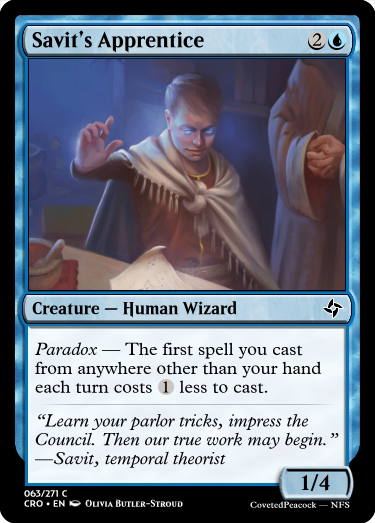 Savit's Apprentice 2
Creature — Human Wizard
Paradox — The first spell you cast
from anywhere other than your hand
each turn costs 1 less to cast.
"Learn your parlor tricks, impress the
Council. Then our true work may begin."
—Savit, temporal theorist
1/4
063/271 C
CRO • EN Olivia Butler-Stroud
CovetedPeacock — NFS